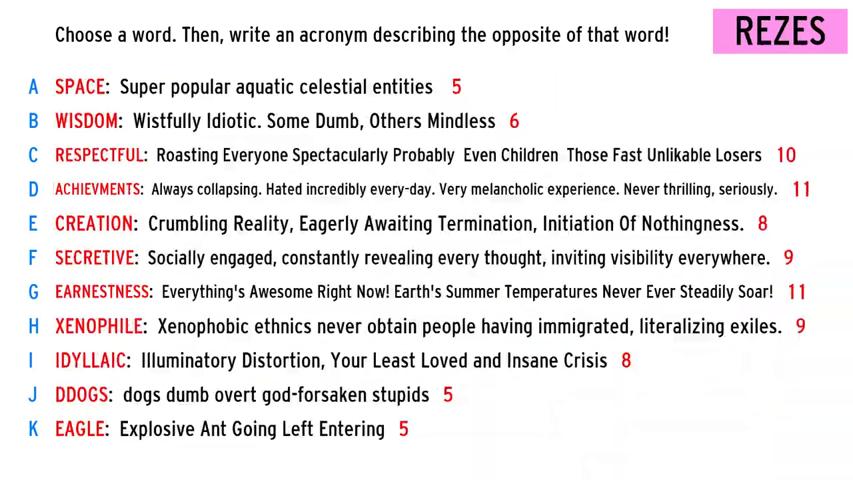 Choose a word. Then, write an acronym describing the opposite of that word!
REZES
A SPACE: Super popular aquatic celestial entities 5
B WISDOM: Wistfully Idiotic. Some Dumb, Others Mindless 6
C RESPECTFUL: Roasting Everyone Spectacularly Probably Even Children Those Fast Unlikable Losers 10
D ACHIEVMENTS: Always collapsing. Hated incredibly every-day. Very melancholic experience. Never thrilling, seriously. 11
E CREATION: Crumbling Reality, Eagerly Awaiting Termination, Initiation Of Nothingness. 8
F SECRETIVE: Socially engaged, constantly revealing every thought, inviting visibility everywhere. 9
G EARNESTNESS: Everything's Awesome Right Now! Earth's Summer Temperatures Never Ever Steadily Soar! 11
H XENOPHILE: Xenophobic ethnics never obtain people having immigrated, literalizing exiles. 9
I IDYLLAIC: Illuminatory Distortion, Your Least Loved and Insane Crisis 8
J DDOGS: dogs dumb overt god-forsaken stupids 5
K EAGLE: Explosive Ant Going Left Entering 5